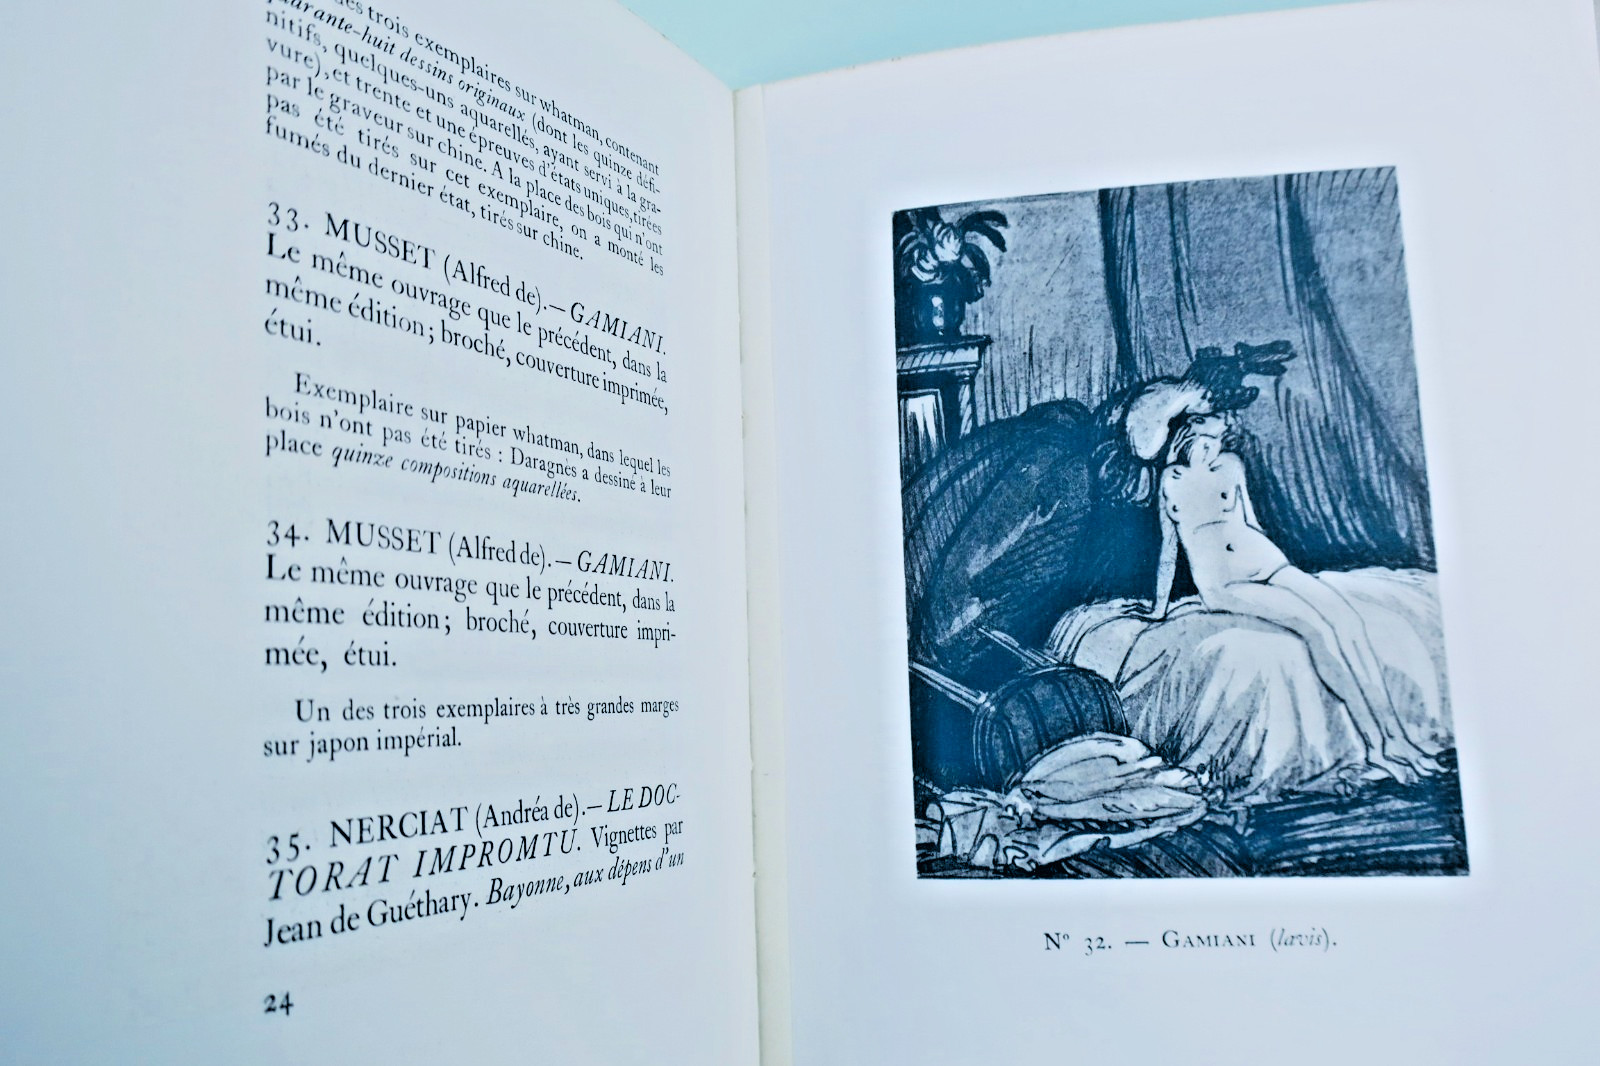 des trois exemplaires sur whatman, contenant
quarante-huit dessins originaux (dont les quinze défi-
nitifs, quelques-uns aquarellés, ayant servi à la gra-
vure), et trente et une épreuves d'états uniques, tirées
par le graveur sur chine. A la place des bois qui n'ont
pas été tirés sur cet exemplaire, on a monté les
fumés du dernier état, tirés sur chine.
33. MUSSET (Alfred de). — GAMIANI.
Le même ouvrage que le précédent, dans la
même édition; broché, couverture imprimée,
étui.
Exemplaire sur papier whatman, dans lequel les
bois n'ont pas été tirés : Daragnès a dessiné à leur
place quinze compositions aquarellées.
34. MUSSET (Alfred de). — GAMIANI.
Le même ouvrage que le précédent, dans la
même édition; broché, couverture impri-
mée, étui.
Un des trois exemplaires à très grandes marges
sur japon impérial.
35. NERCIAT (Andréa de). — LE DOC-
TORAT IMPROMTU. Vignettes par
Jean de Guéthary. Bayonne, aux dépens d'un
24
Nº 32. — GAMIANI (lavis).